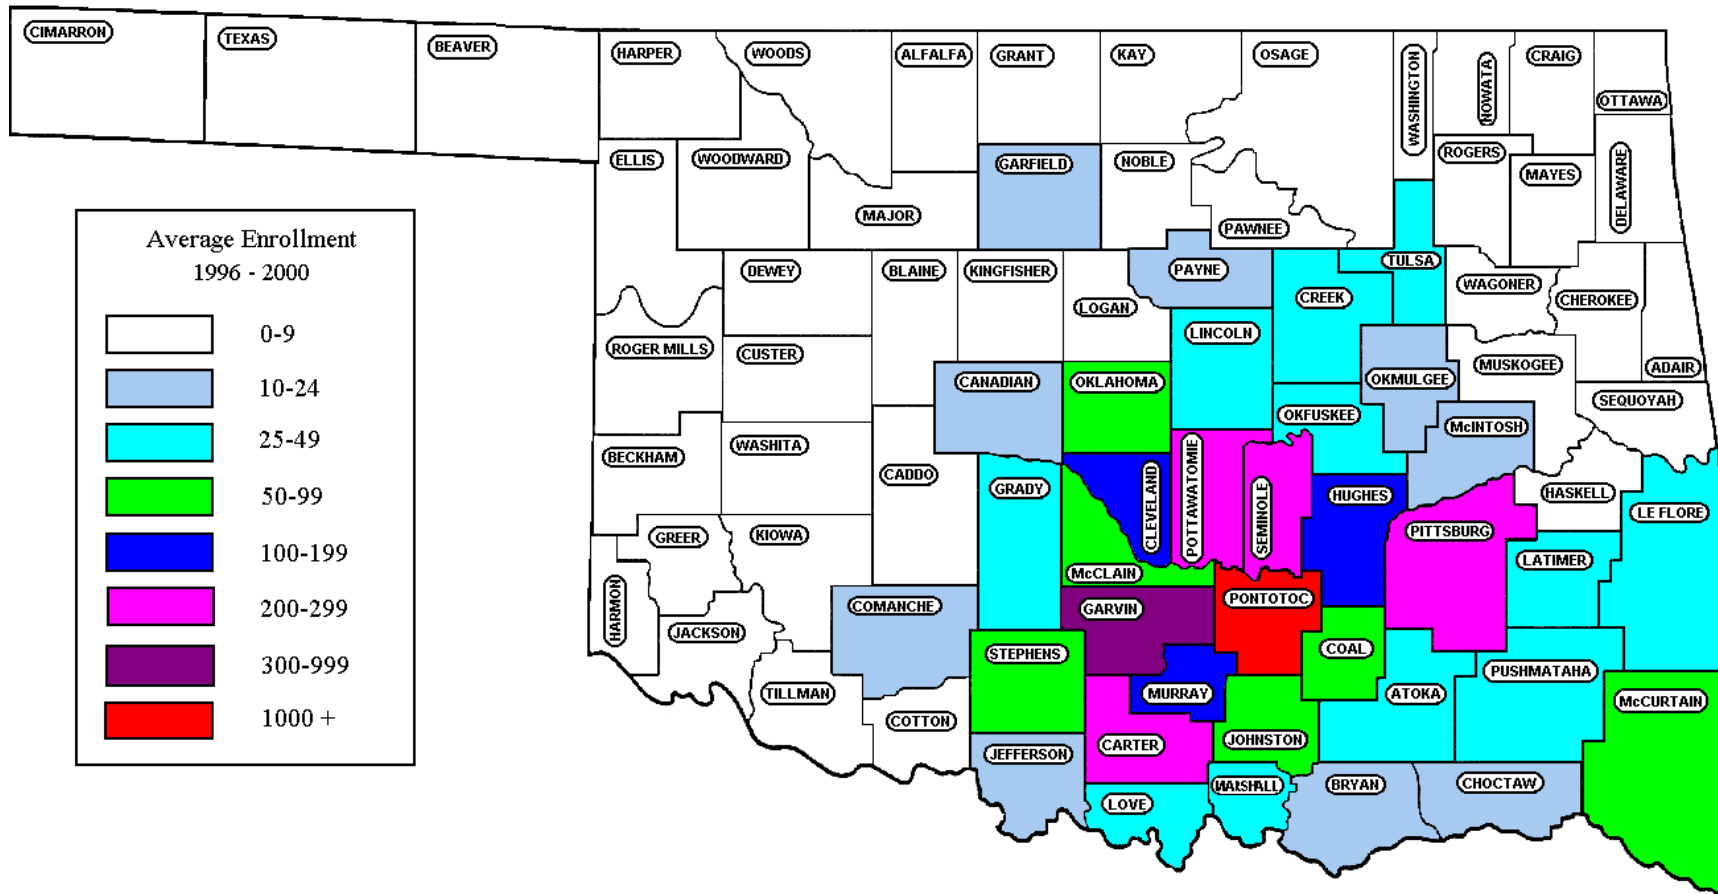 CIMARRON
TEXAS
BEAVER
HARPER
WOODS
ALFALFA
GRANT
KAY
OSAGE
WASHINGTON
NOWATA
CRAIG
OTTAWA
ELLIS
WOODWARD
GARFIELD
NOBLE
ROGERS
MAYES
DELAWARE
MAJOR
PAWNEE
Average Enrollment
1996 - 2000
0-9
10-24
25-49
50-99
100-199
200-299
300-999
1000 +
DEWEY
BLAINE
KINGFISHER
PAYNE
TULSA
LOGAN
CREEK
WAGONER
CHEROKEE
LINCOLN
ROGER MILLS
CUSTER
MUSKOGEE
ADAIR
CANADIAN
OKLAHOMA
OKMULGEE
SEQUOYAH
OKFUSKEE
McINTOSH
BECKHAM
WASHITA
CADDO
GRADY
CLEVELAND
POTTAWATOMIE
SEMINOLE
HUGHES
HASKELL
LE FLORE
GREER
KIOWA
PITTSBURG
LATIMER
McCLAIN
HARMON
JACKSON
COMANCHE
GARVIN
PONTOTOC
STEPHENS
COAL
TILLMAN
MURRAY
ATOKA
PUSHMATAHA
McCURTAIN
COTTON
JEFFERSON
CARTER
JOHNSTON
LOVE
MARSHALL
BRYAN
CHOCTAW